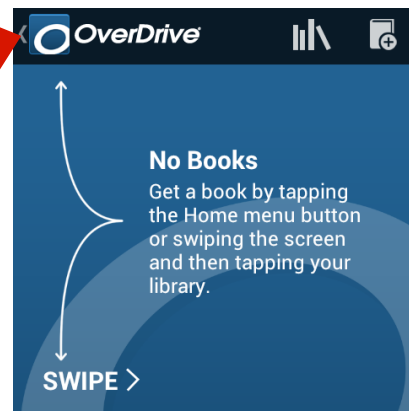 OverDrive
No Books
Get a book by tapping
the Home menu button
or swiping the screen
and then tapping your
library.
SWIPE